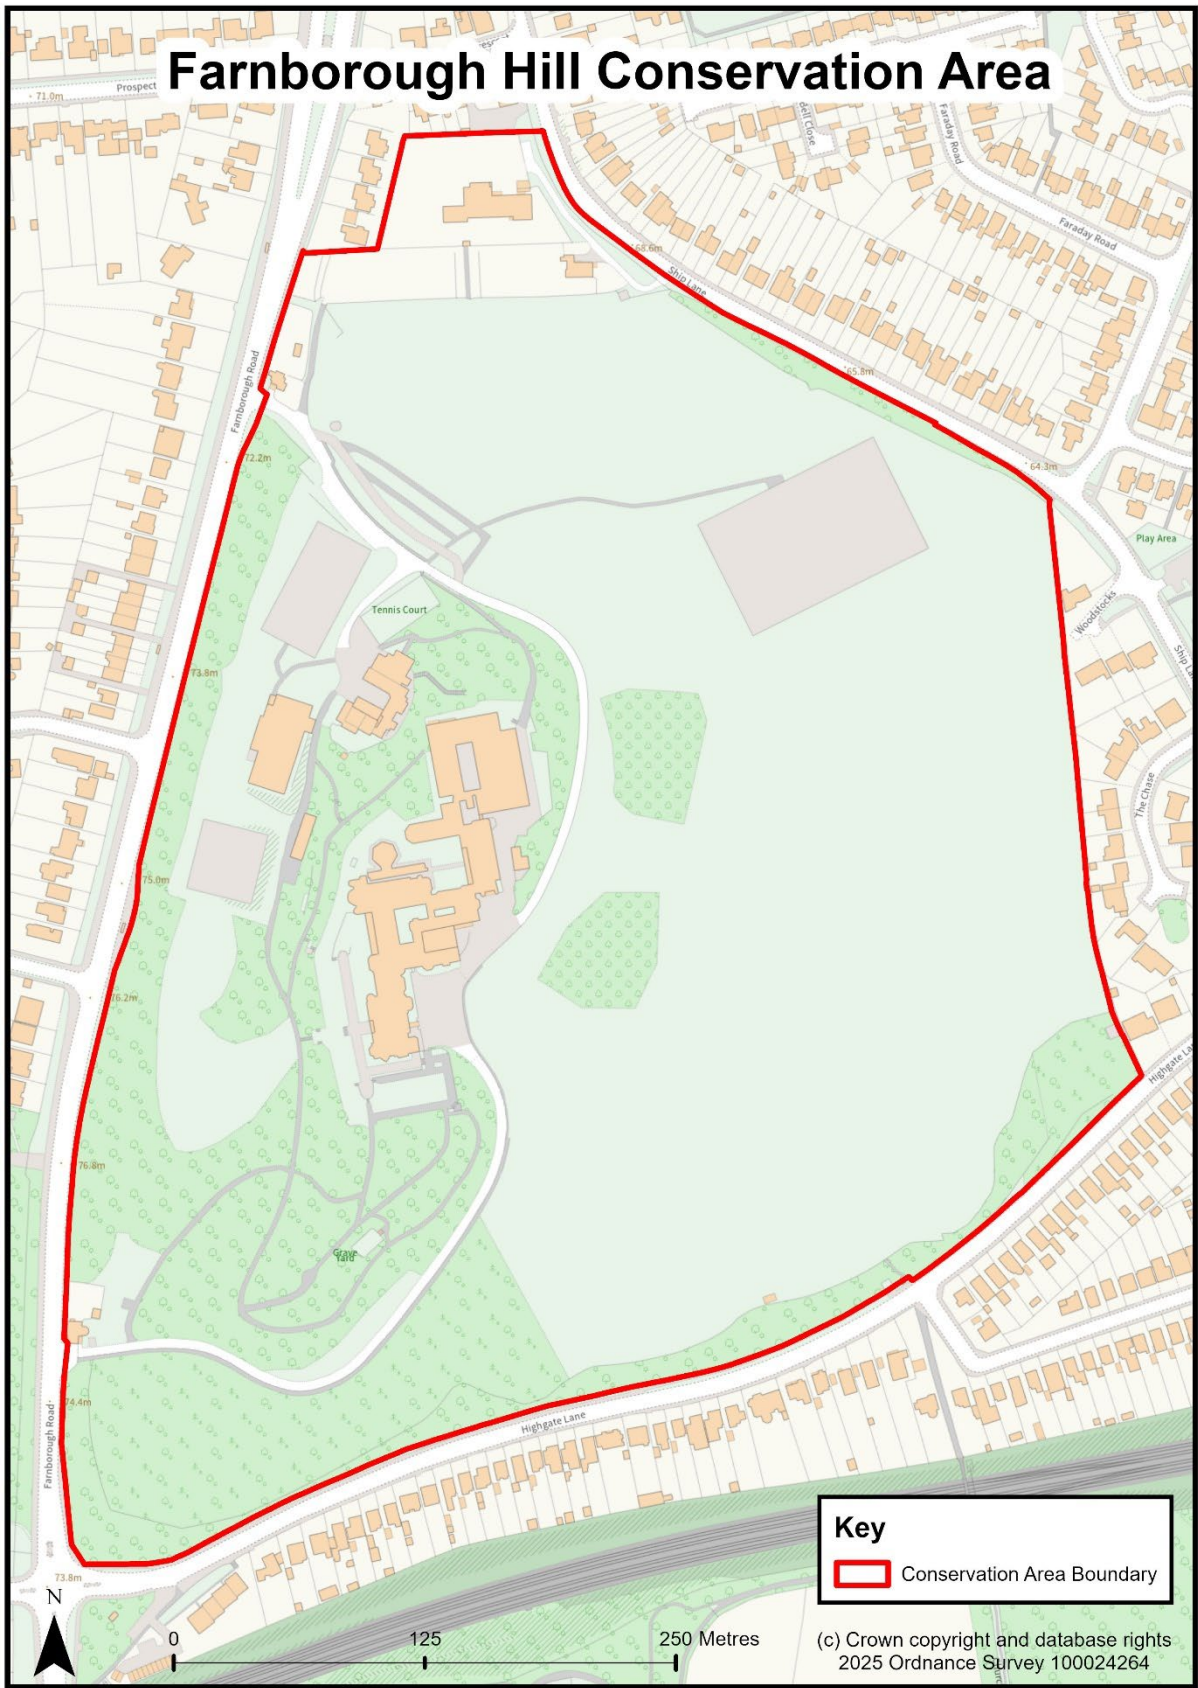 Farnborough Hill Conservation Area
71.0m
Prospect
Faraday Road
Faraday Road
68.6m
Ship Lane
65.8m
Farnborough Road
72.2m
64.3m
Play Area
Tennis Court
Woodstocks
73.8m
The Chase
75.0m
76.2m
Highgate La
76.8m
Grave
Yard
74.4m
Farnborough Road
Highgate Lane
73.8m
N
0 125 250 Metres
Key
Conservation Area Boundary
(c) Crown copyright and database rights
2025 Ordnance Survey 100024264